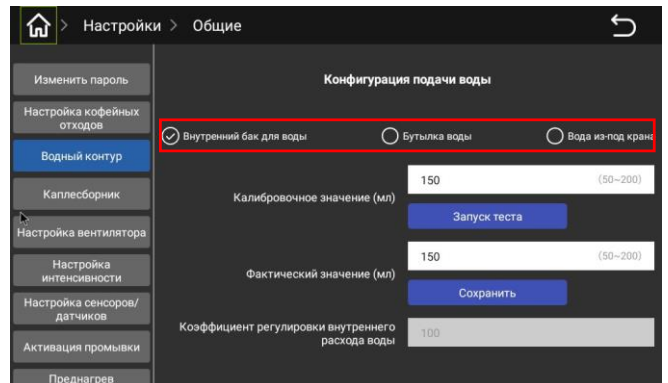 > Настройки > Общие
Изменить пароль
Настройка кофейных
отходов
Водный контур
Каплесборник
Настройка вентилятора
Настройка
интенсивности
Настройка сенсоров/
датчиков
Активация промывки
Преднагрев
Конфигурация подачи воды
Внутренний бак для воды Бутылка воды Вода из-под крана
Калибровочное значение (мл)
150 (50~200)
Запуск теста
Фактический значение (мл)
150 (50~200)
Сохранить
Коэффициент регулировки внутреннего
расхода воды
100